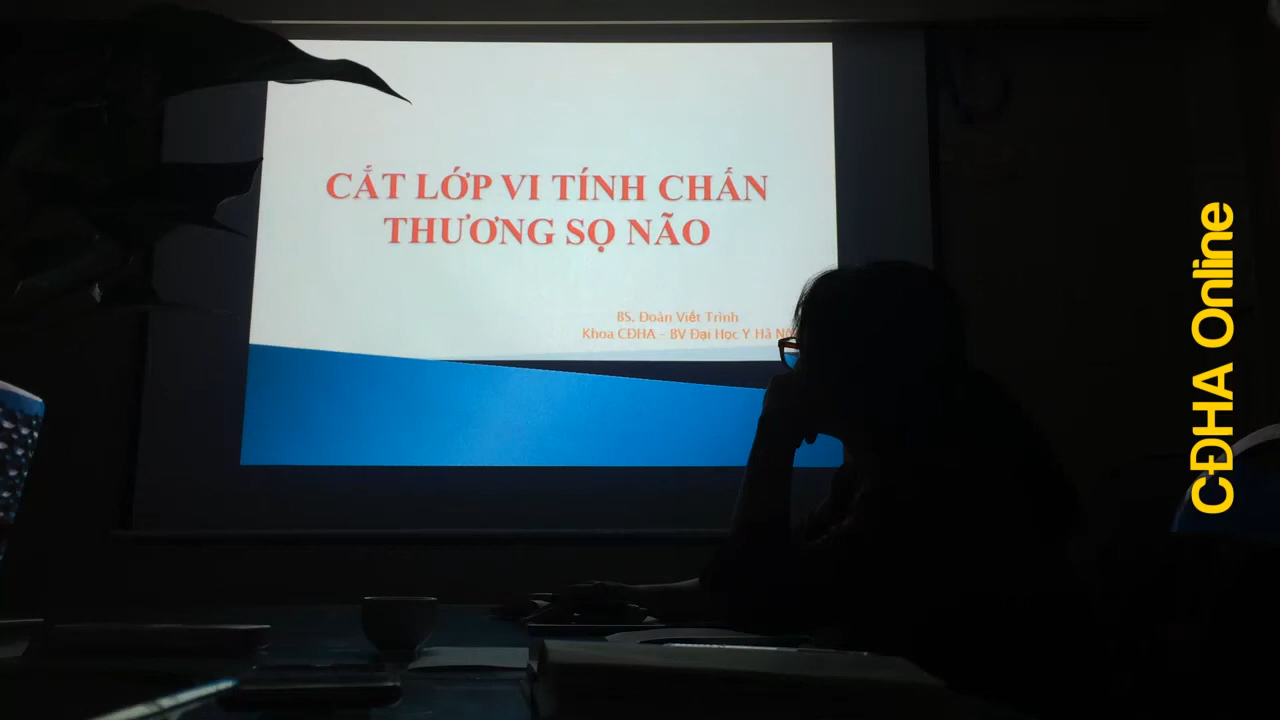 CẮT LỚP VI TÍNH CHẤN
THƯƠNG SỌ NÃO
BS. Đoàn Viết Trình
Khoa CĐHA - BV Đại Học Y Hà
CĐHA Online